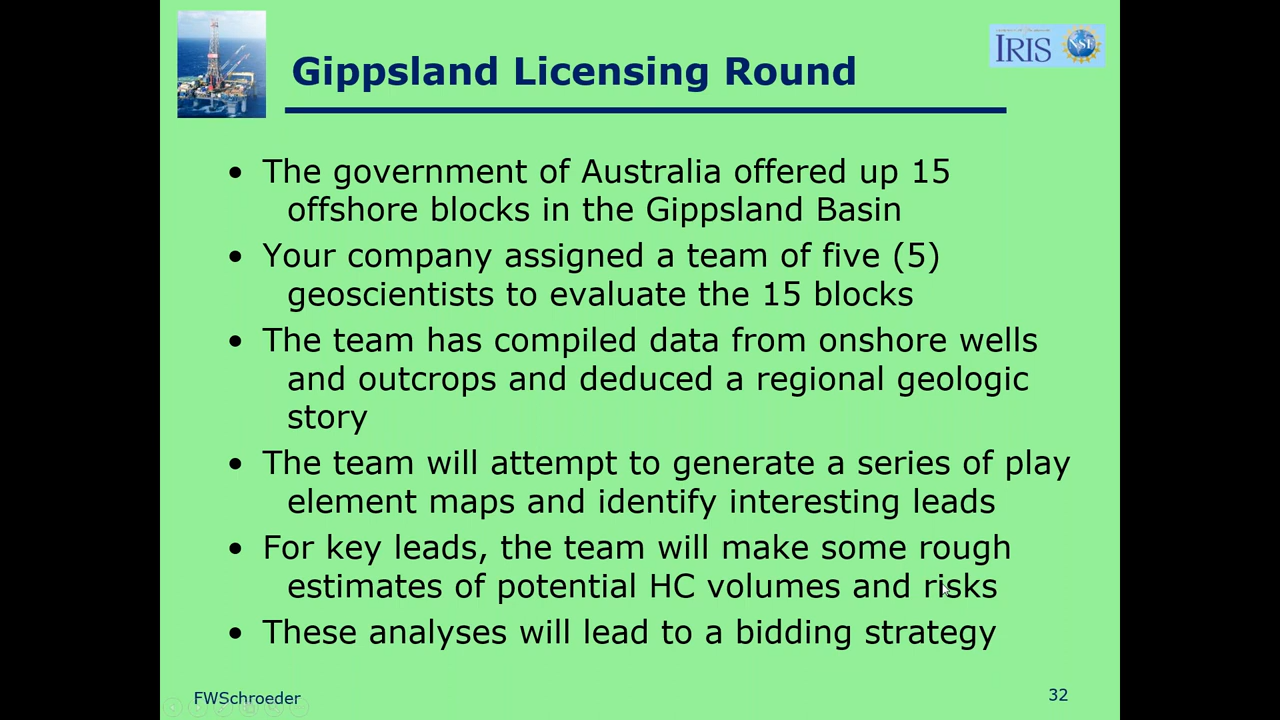 IRIS
NSF
Gippsland Licensing Round
• The government of Australia offered up 15
offshore blocks in the Gippsland Basin
• Your company assigned a team of five (5)
geoscientists to evaluate the 15 blocks
• The team has compiled data from onshore wells
and outcrops and deduced a regional geologic
story
• The team will attempt to generate a series of play
element maps and identify interesting leads
• For key leads, the team will make some rough
estimates of potential HC volumes and risks
• These analyses will lead to a bidding strategy
FWSchroeder
32